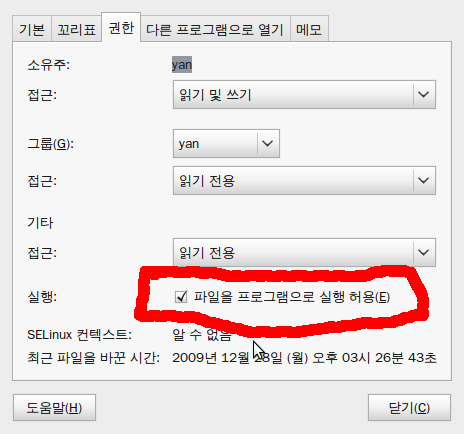 기본 꼬리표 권한 다른 프로그램으로 열기 메모
소유주: yan
접근: 읽기 및 쓰기
그룹(G): yan
접근: 읽기 전용
기타
접근: 읽기 전용
실행: 파일을 프로그램으로 실행 허용(E)
SELinux 컨텍스트: 알 수 없음
최근 파일을 바꾼 시간: 2009년 12월 28일 (월) 오후 03시 26분 43초
도움말(H) 닫기(C)